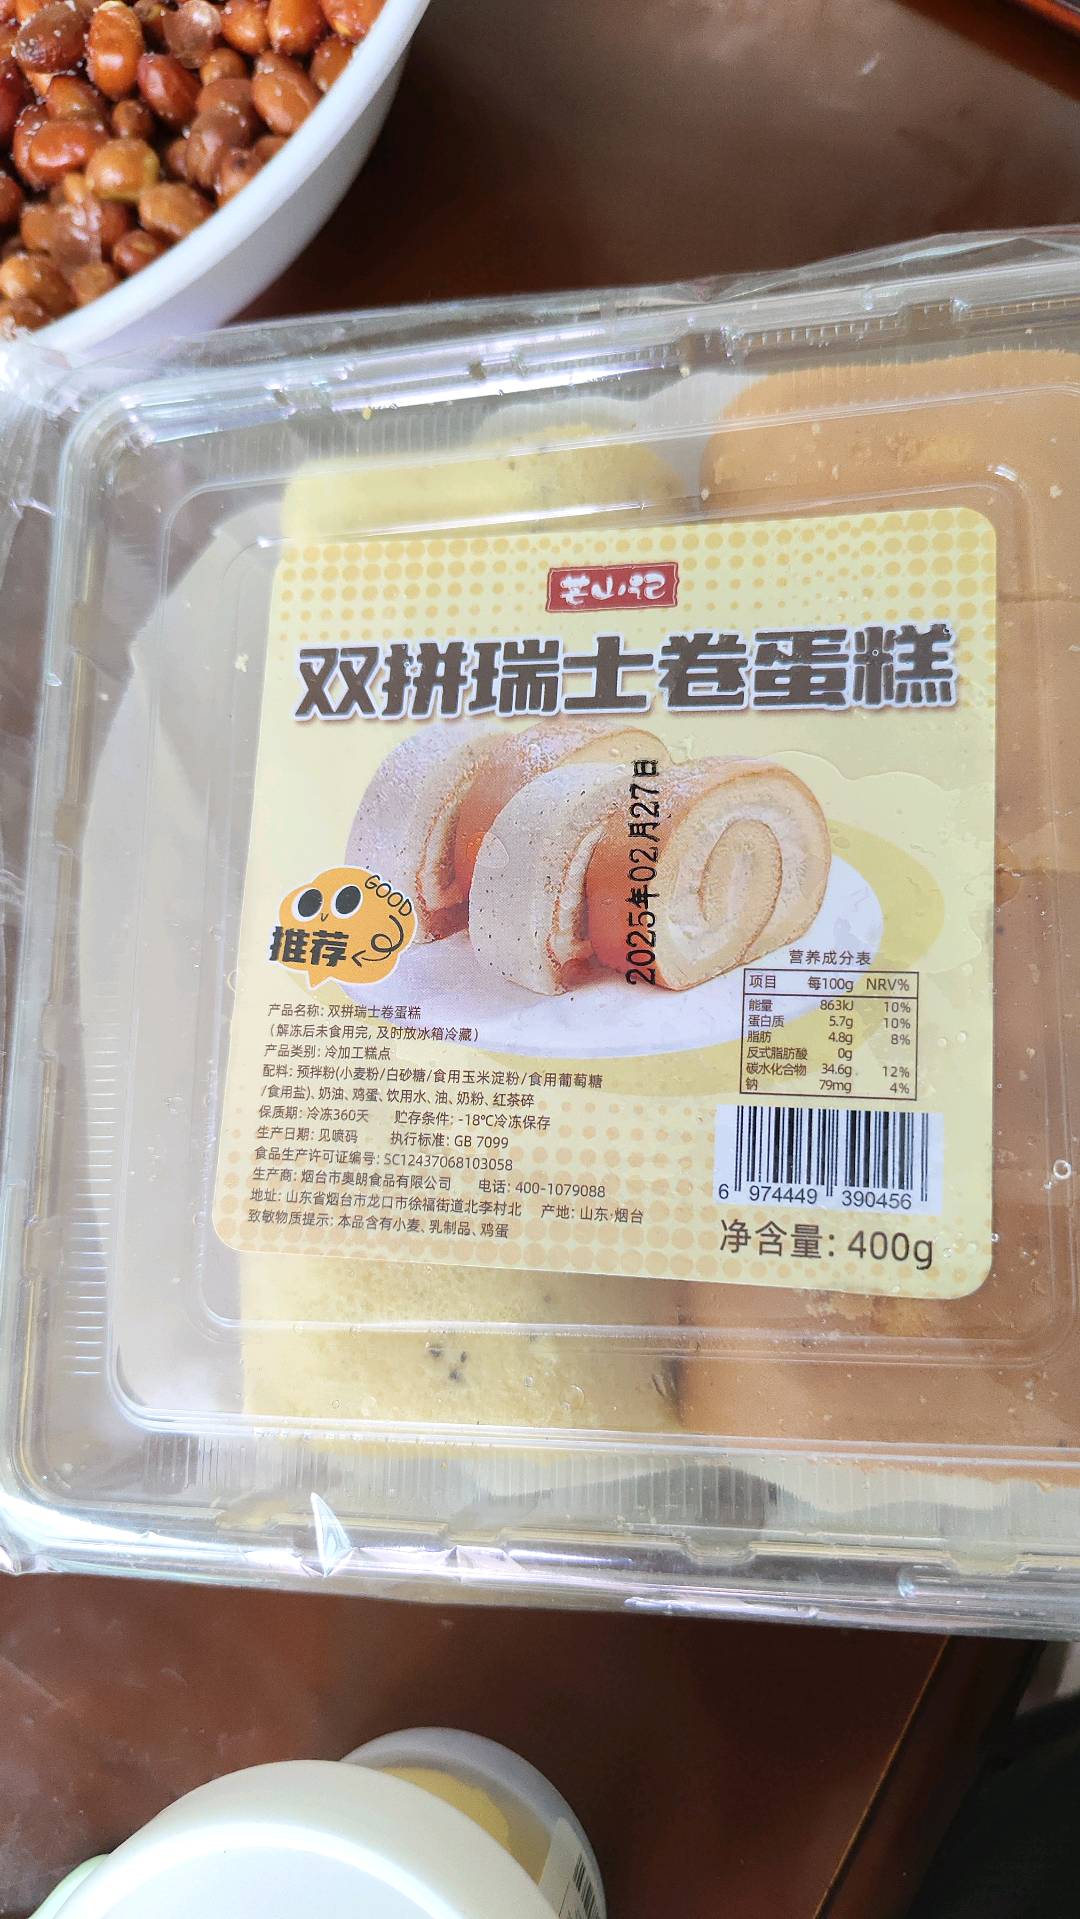 芒山记
双拼瑞士卷蛋糕
2025年02月27日
GOOD
推荐
产品名称: 双拼瑞士卷蛋糕
(解冻后未食用完, 及时放冰箱冷藏)
产品类别: 冷加工糕点
配料: 预拌粉(小麦粉/白砂糖/食用玉米淀粉/食用葡萄糖
/食用盐)、奶油、鸡蛋、饮用水、油、奶粉、红茶碎
保质期: 冷冻360天 贮存条件: -18℃冷冻保存
生产日期: 见喷码 执行标准: GB 7099
食品生产许可证编号: SC12437068103058
生产商: 烟台市奥朗食品有限公司 电话: 400-1079088
地址: 山东省烟台市龙口市徐福街道北李村北 产地: 山东·烟台
致敏物质提示: 本品含有小麦、乳制品、鸡蛋
营养成分表
项目 每100g NRV%
能量 863kJ 10%
蛋白质 5.7g 10%
脂肪 4.8g 8%
反式脂肪酸 0g
碳水化合物 34.6g 12%
钠 79mg 4%
6 974449 390456
净含量: 400g